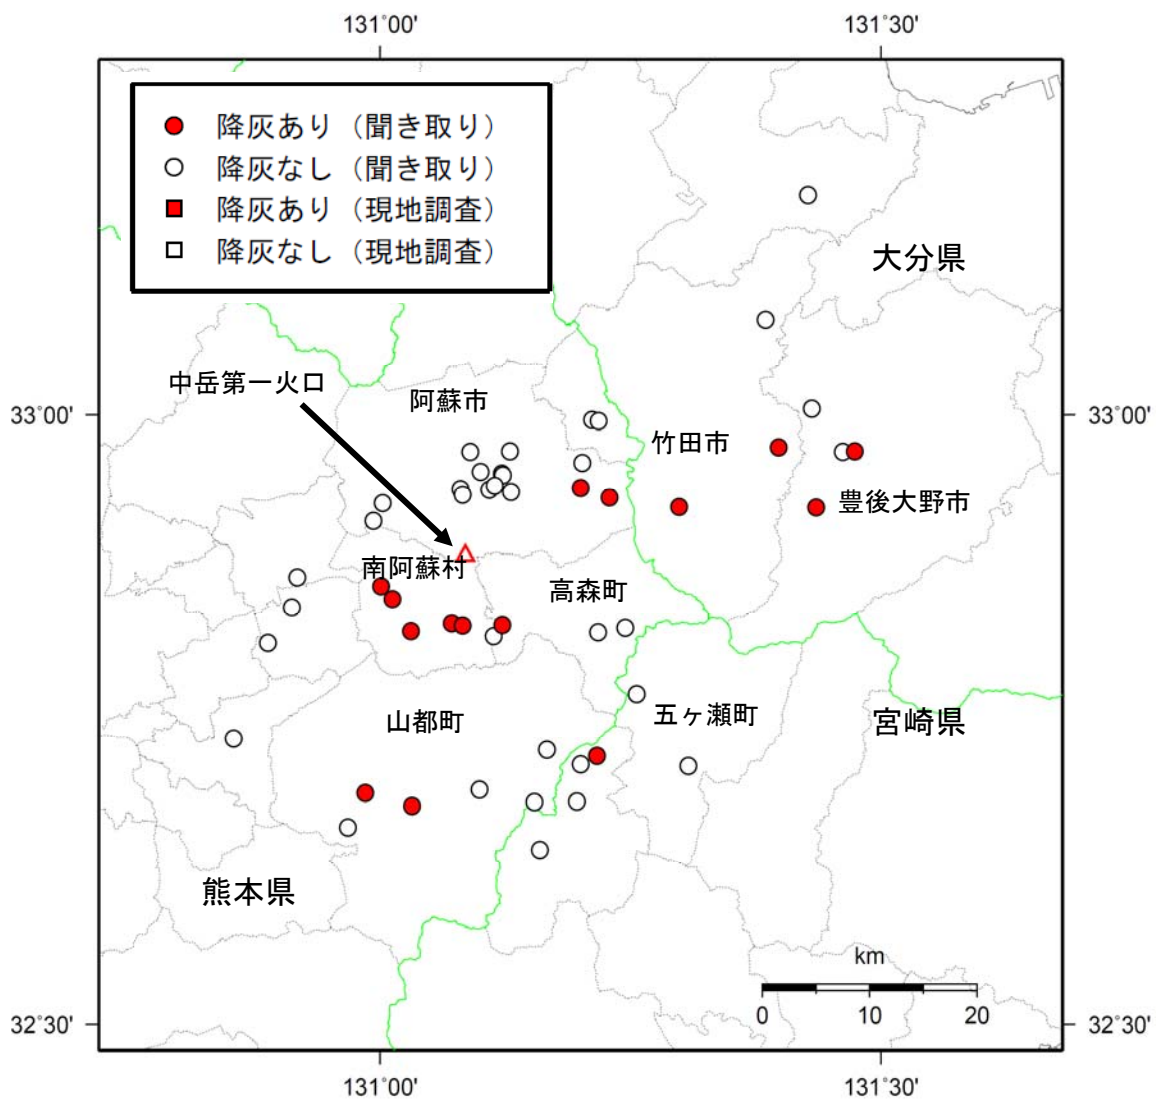 131°00'
131°30'
降灰あり（聞き取り）
降灰なし（聞き取り）
降灰あり（現地調査）
降灰なし（現地調査）
大分県
中岳第一火口
阿蘇市
33°00'
33°00'
竹田市
豊後大野市
南阿蘇村
高森町
山都町
五ヶ瀬町
宮崎県
熊本県
km
0
10
20
32°30'
32°30'
131°00'
131°30'